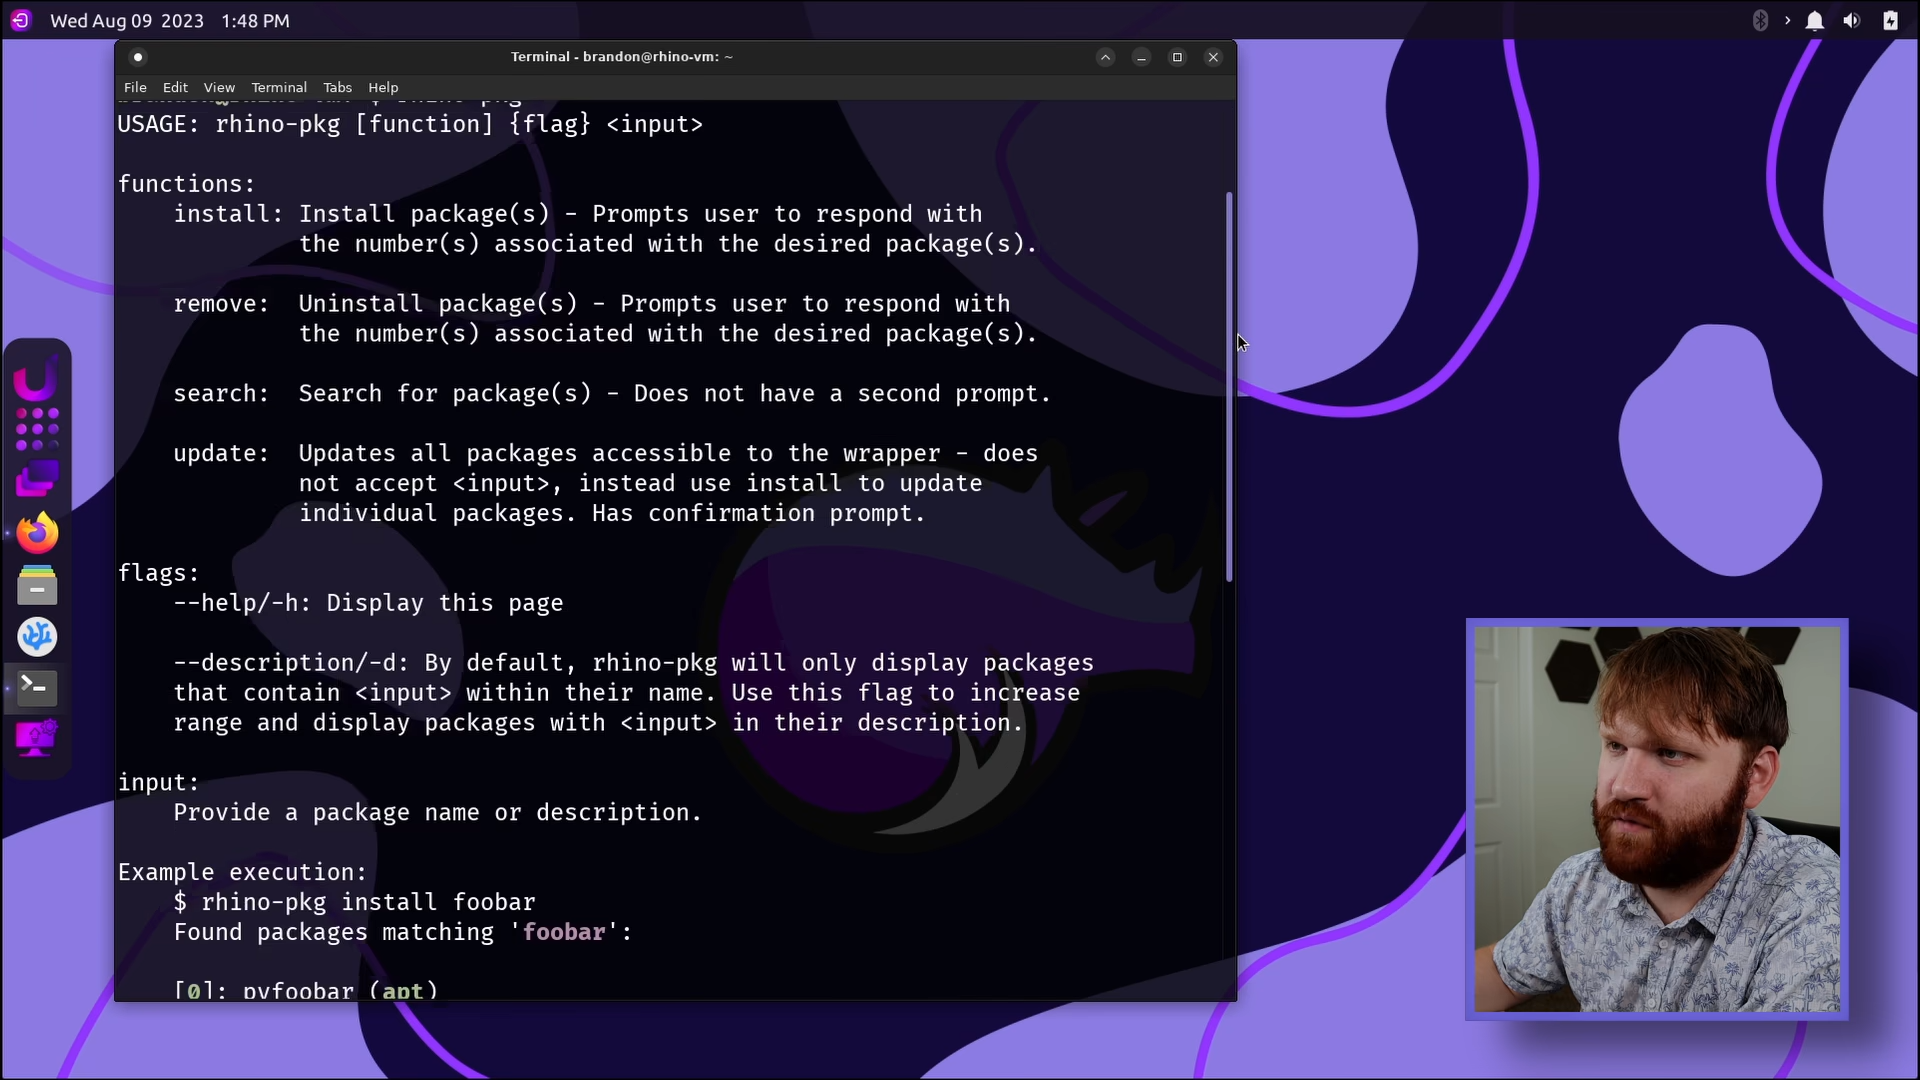 Wed Aug 09 2023 1:48 PM
Terminal - brandon@rhino-vm: ~
File Edit View Terminal Tabs Help
USAGE: rhino-pkg [function] {flag} <input>
functions:
install: Install package(s) - Prompts user to respond with
the number(s) associated with the desired package(s).
remove: Uninstall package(s) - Prompts user to respond with
the number(s) associated with the desired package(s).
search: Search for package(s) - Does not have a second prompt.
update: Updates all packages accessible to the wrapper - does
not accept <input>, instead use install to update
individual packages. Has confirmation prompt.
flags:
--help/-h: Display this page
--description/-d: By default, rhino-pkg will only display packages
that contain <input> within their name. Use this flag to increase
range and display packages with <input> in their description.
input:
Provide a package name or description.
Example execution:
$ rhino-pkg install foobar
Found packages matching 'foobar':
[0]: pyfoobar (apt)